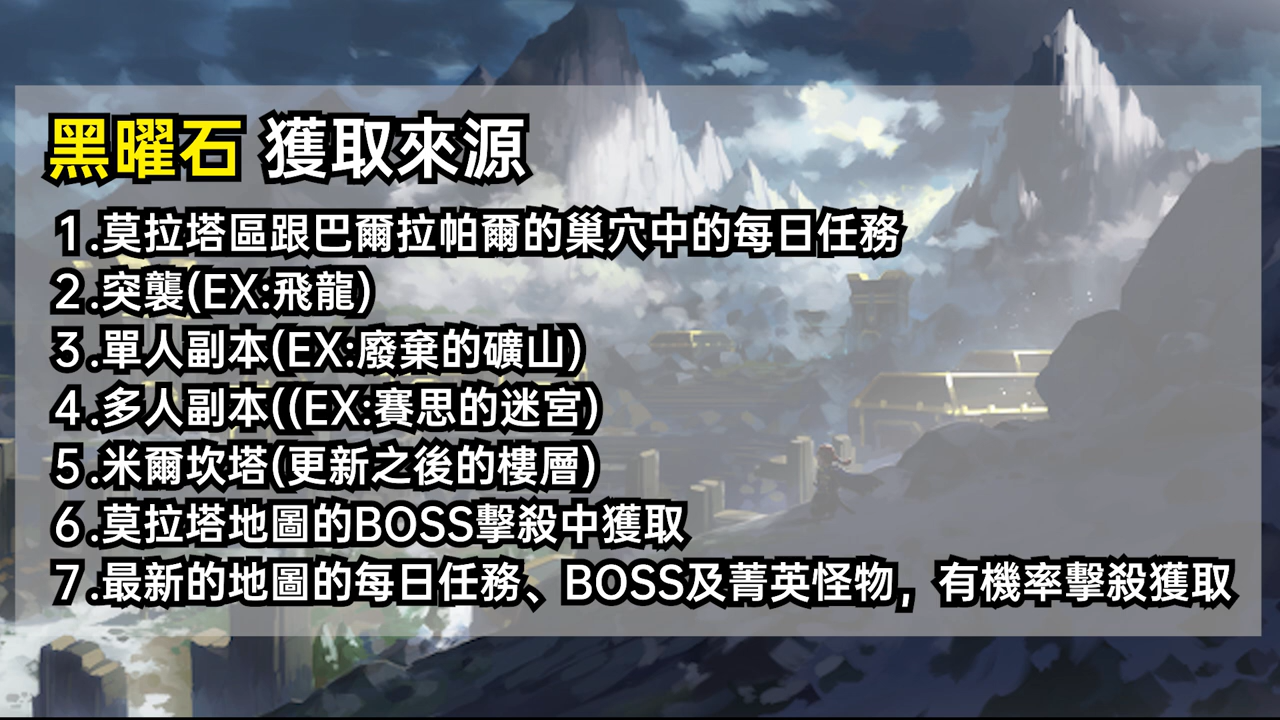 黑曜石 獲取來源
1.莫拉塔區跟巴爾拉帕爾的巢穴中的每日任務
2.突襲(EX:飛龍)
3.單人副本(EX:廢棄的礦山)
4.多人副本((EX:賽思的迷宮)
5.米爾坎塔(更新之後的樓層)
6.莫拉塔地圖的BOSS擊殺中獲取
7.最新的地圖的每日任務、BOSS及菁英怪物，有機率擊殺獲取